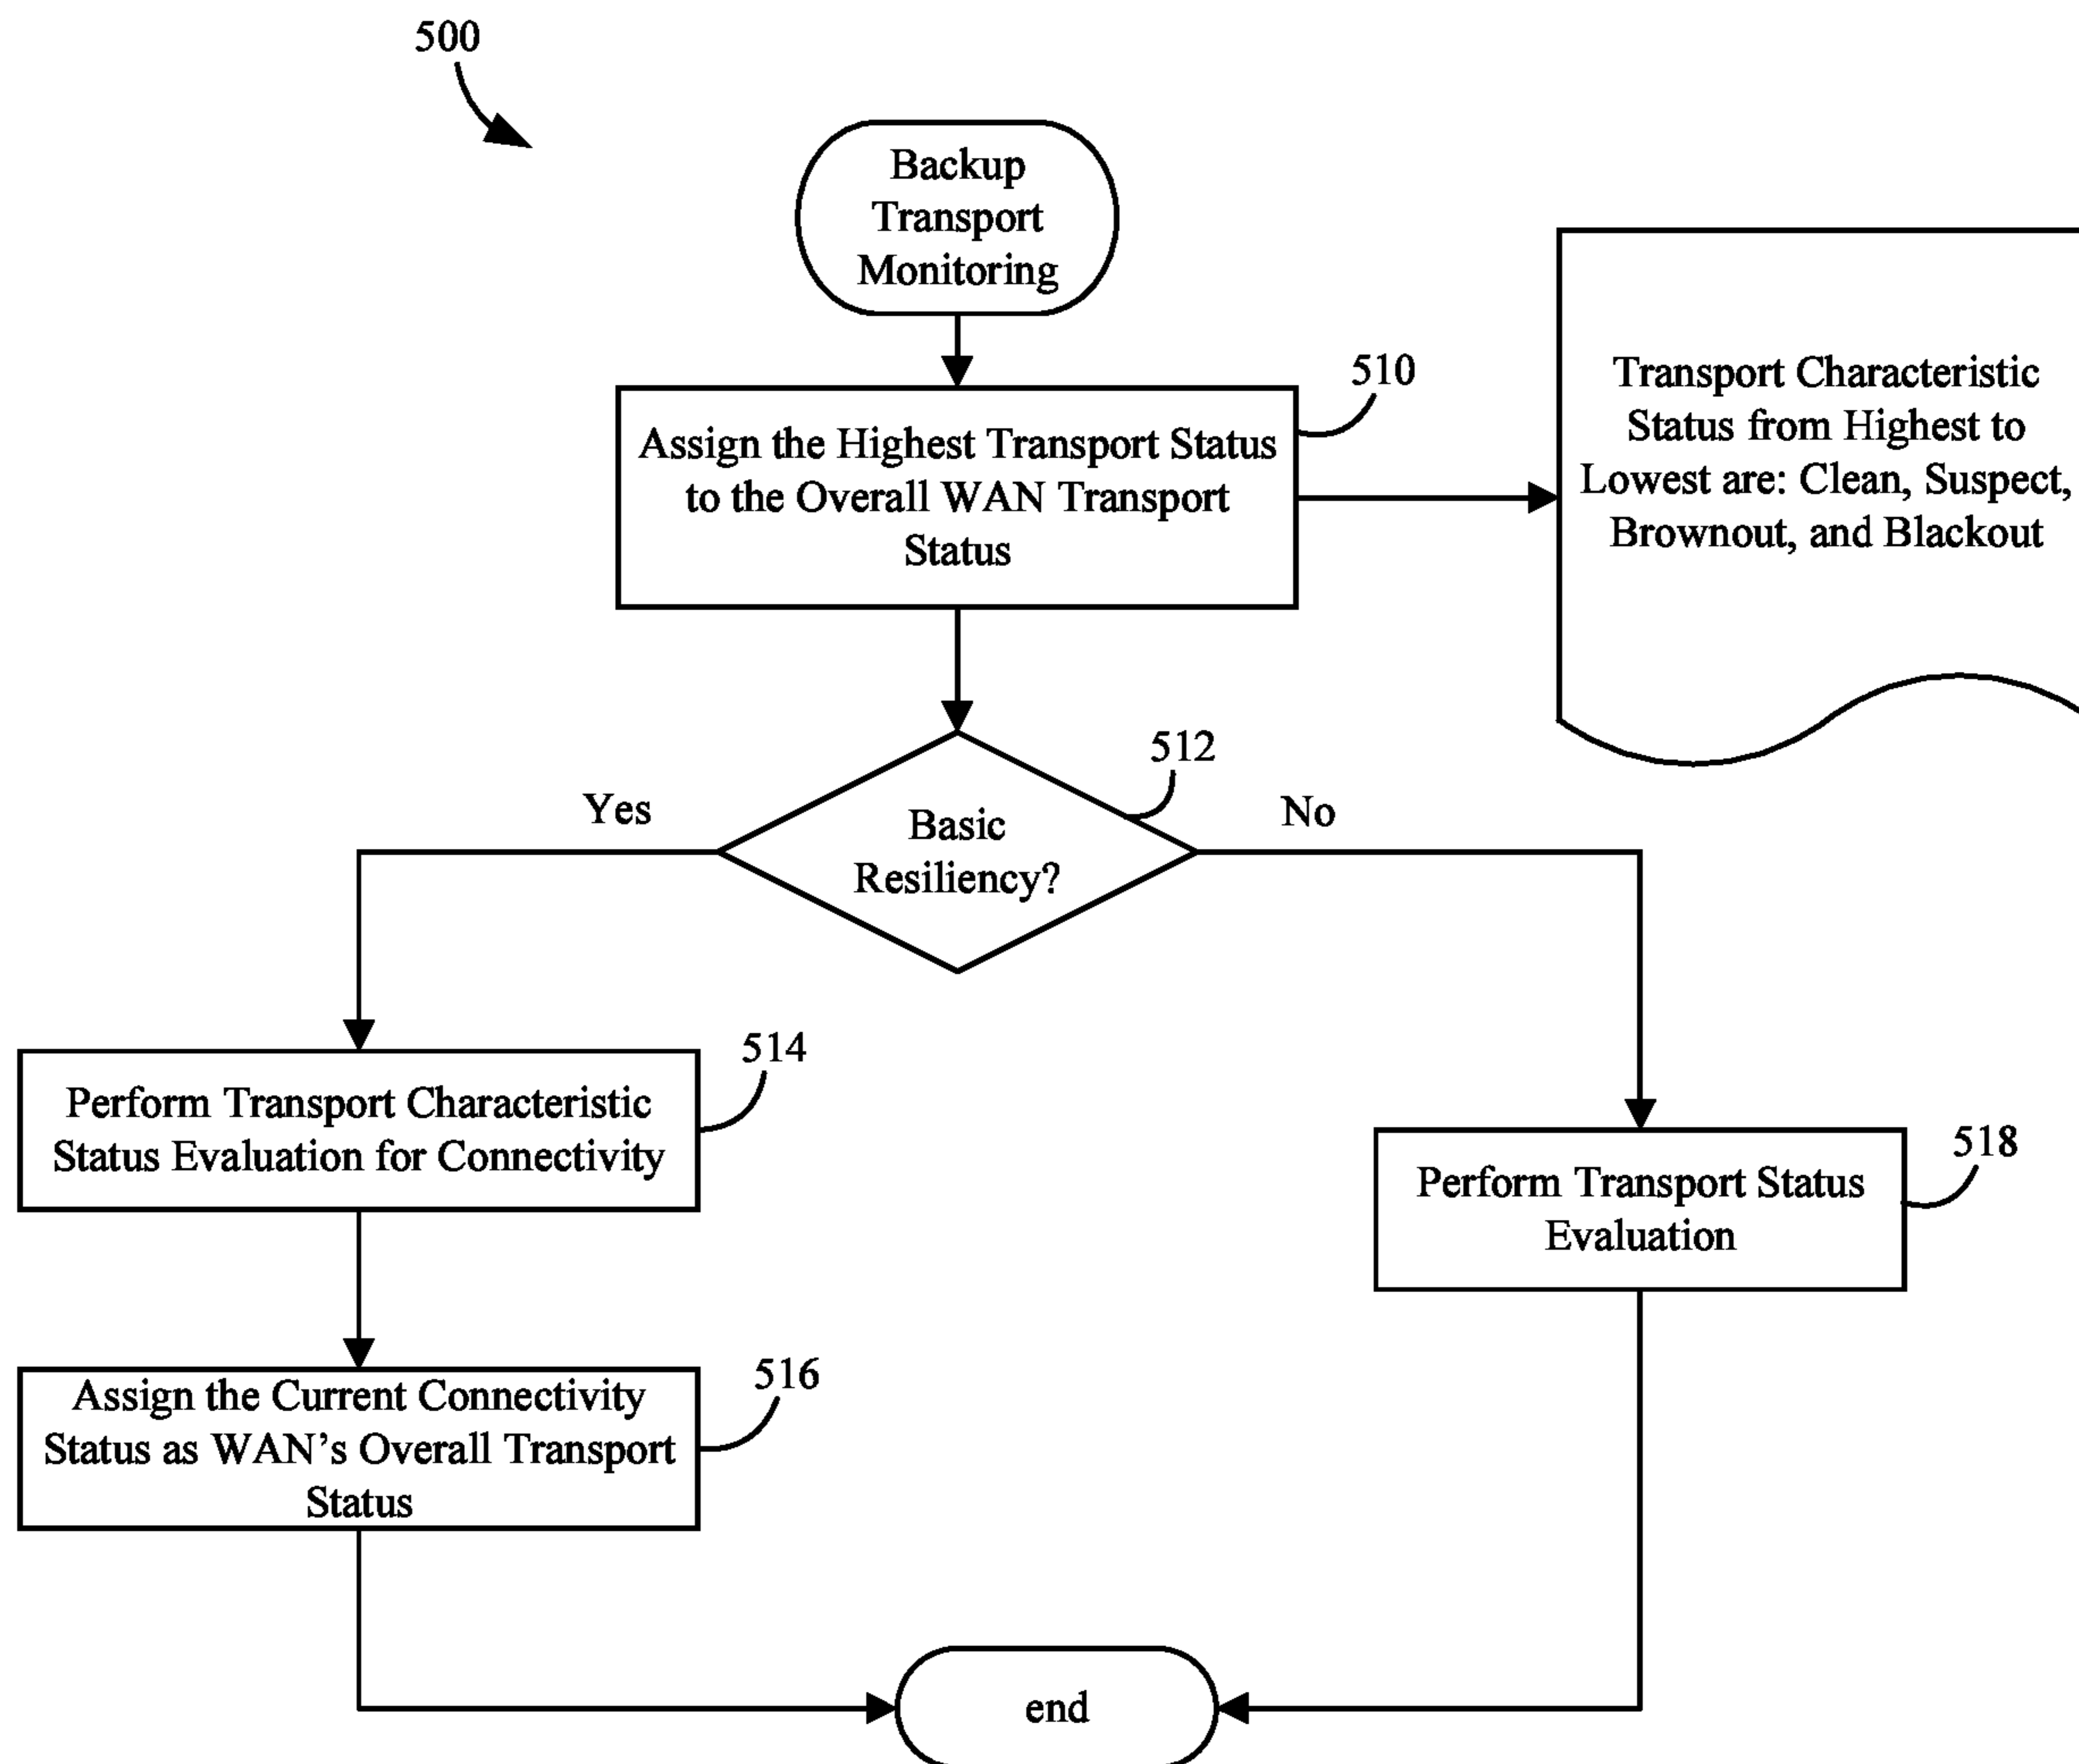 500
Backup
Transport
Monitoring
510
Assign the Highest Transport Status
to the Overall WAN Transport
Status
Transport Characteristic
Status from Highest to
Lowest are: Clean, Suspect,
Brownout, and Blackout
512
Basic
Resiliency?
Yes
No
514
Perform Transport Characteristic
Status Evaluation for Connectivity
518
Perform Transport Status
Evaluation
516
Assign the Current Connectivity
Status as WAN’s Overall Transport
Status
end